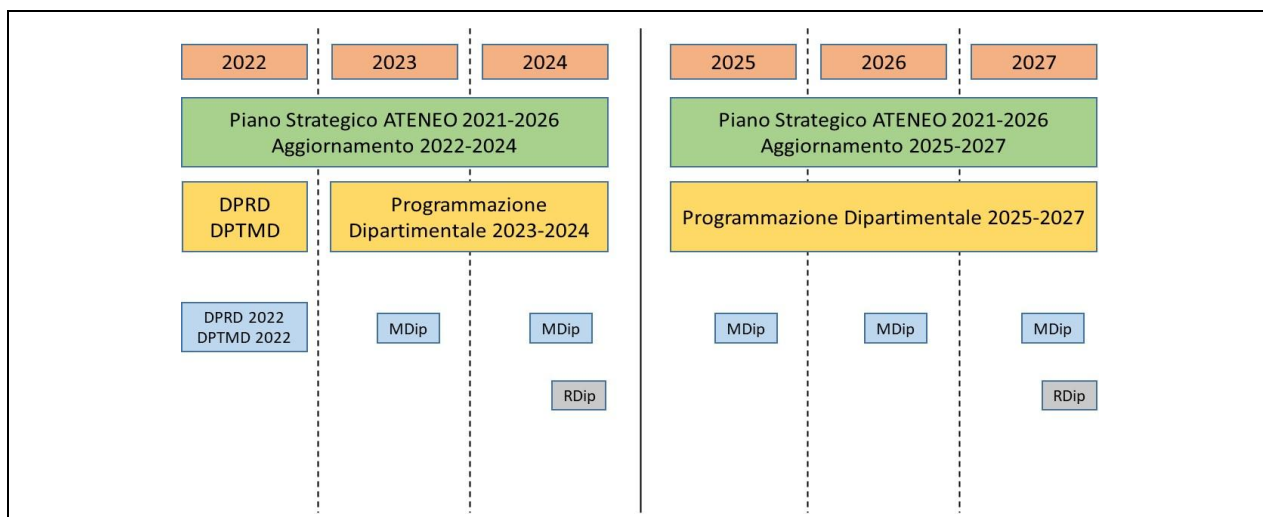 2022
2023
2024
2025
2026
2027
Piano Strategico ATENEO 2021-2026
Aggiornamento 2022-2024
Piano Strategico ATENEO 2021-2026
Aggiornamento 2025-2027
DPRD
DPTMD
Programmazione
Dipartimentale 2023-2024
Programmazione Dipartimentale 2025-2027
DPRD 2022
DPTMD 2022
MDip
MDip
MDip
MDip
MDip
RDip
RDip